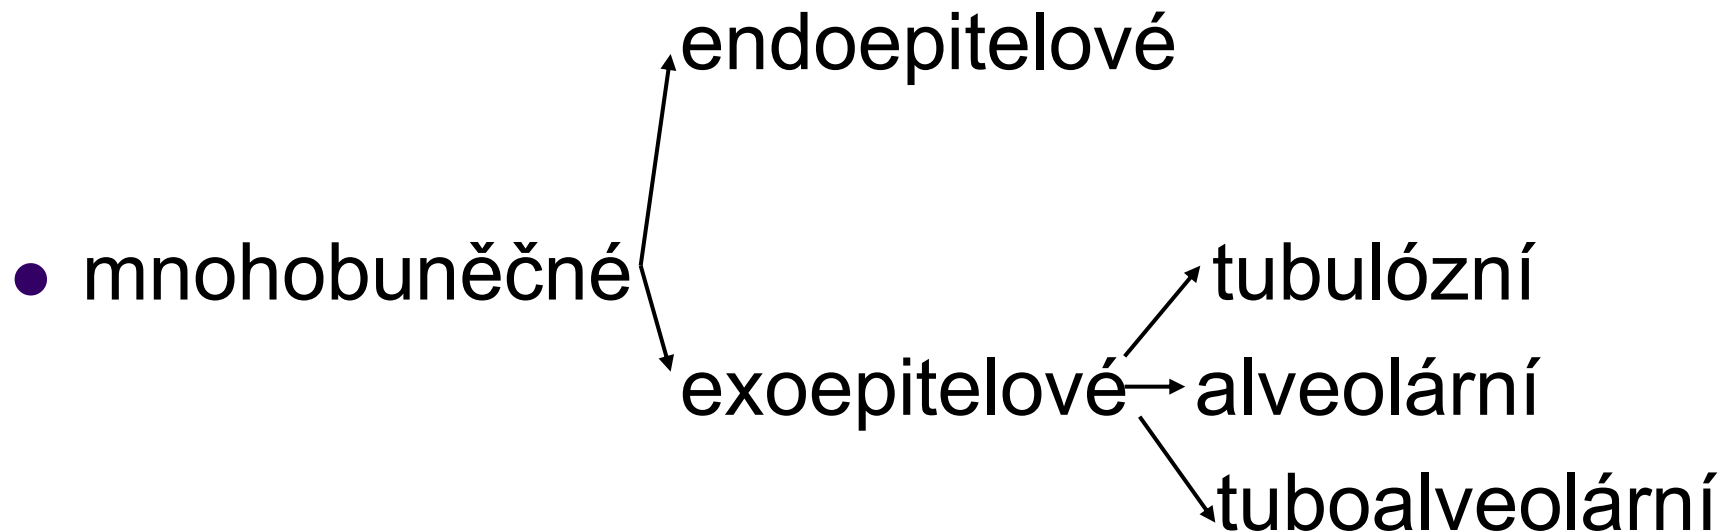 endoepitelové
mnohobuněčné
tubulózní
exoepitelové
alveolární
tuboalveolární